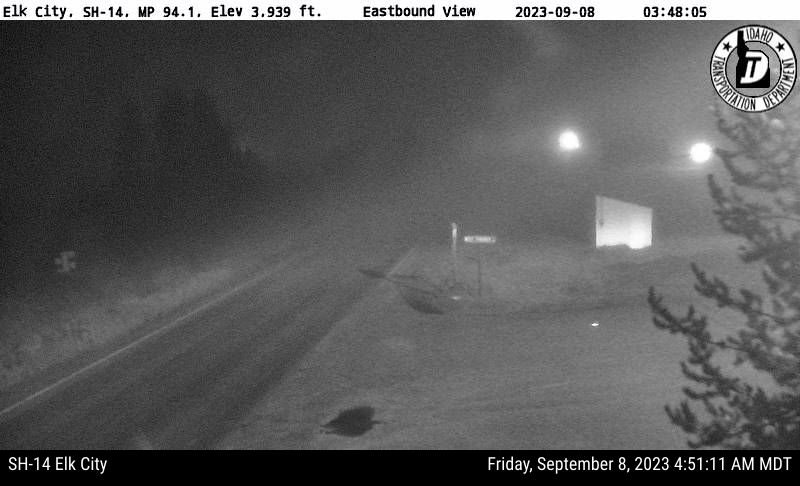 Elk City, SH-14, MP 94.1, Elev 3,939 ft. Eastbound View 2023-09-08 03:48:05
IDAHO
TRANSPORTATION DEPARTMENT
SH-14 Elk City Friday, September 8, 2023 4:51:11 AM MDT